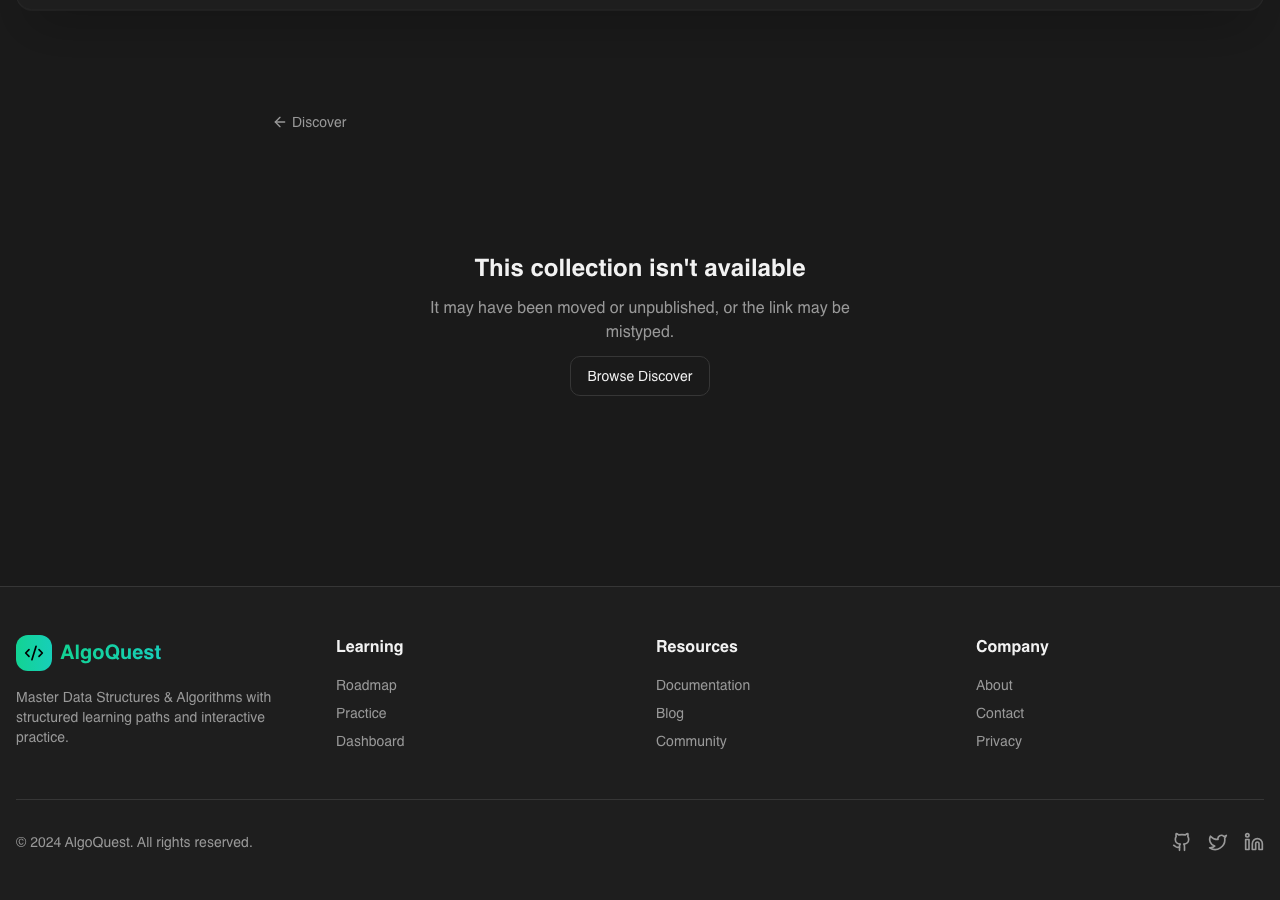 Discover
This collection isn't available
It may have been moved or unpublished, or the link may be
mistyped.
Browse Discover
AlgoQuest
Master Data Structures & Algorithms with
structured learning paths and interactive
practice.
Learning
Roadmap
Practice
Dashboard
Resources
Documentation
Blog
Community
Company
About
Contact
Privacy
© 2024 AlgoQuest. All rights reserved.